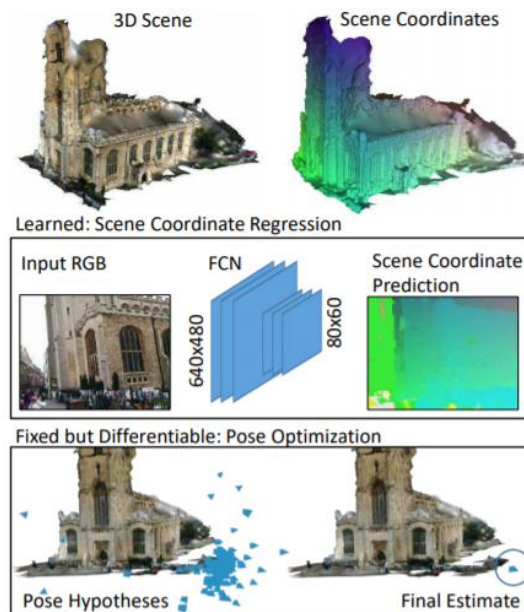 3D Scene
Scene Coordinates
Learned: Scene Coordinate Regression
Input RGB
FCN
Scene Coordinate
Prediction
640x480
80x60
Fixed but Differentiable: Pose Optimization
Pose Hypotheses
Final Estimate